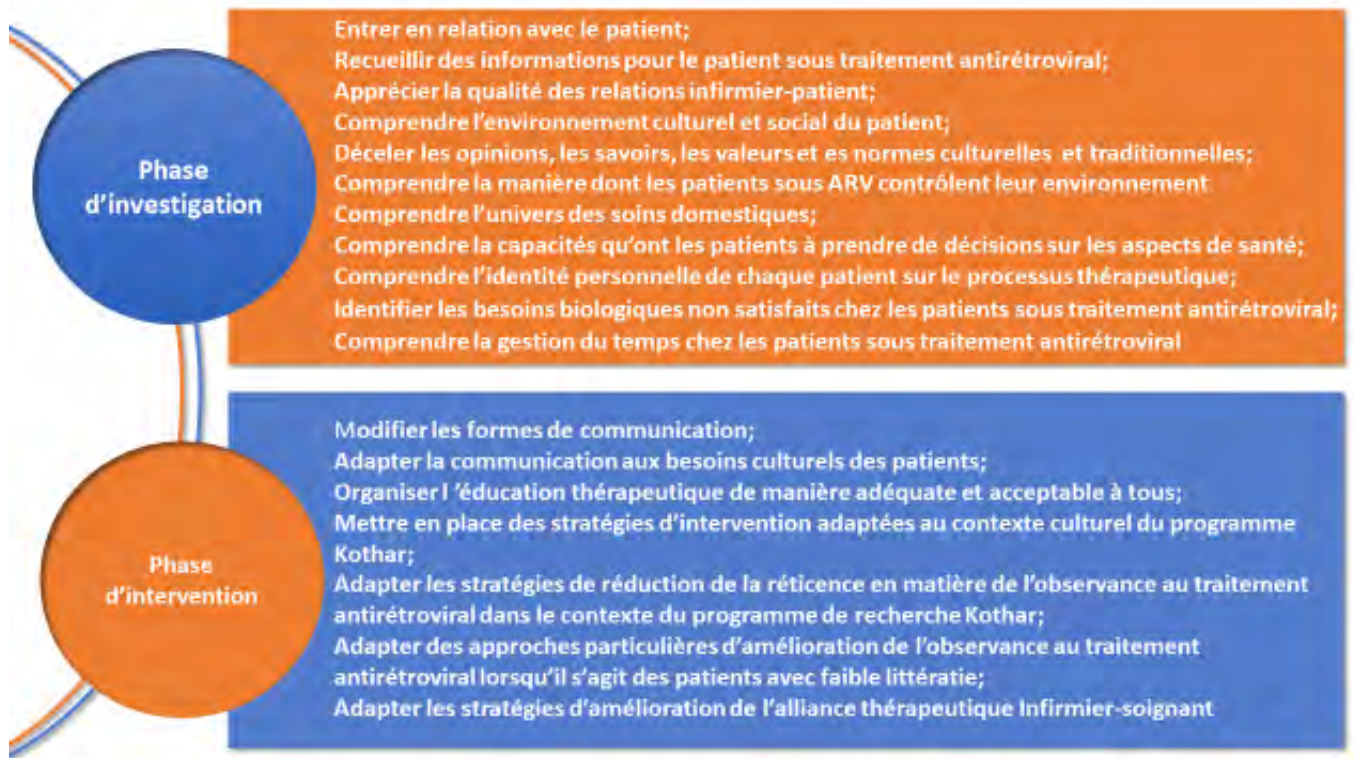 Phase
d'investigation
Entrer en relation avec le patient;
Recueillir des informations pour le patient sous traitement antirétroviral;
Apprécier la qualité des relations infirmier-patient;
Comprendre l'environnement culturel et social du patient;
Déceler les opinions, les savoirs, les valeurs et es normes culturelles et traditionnelles;
Comprendre la manière dont les patients sous ARV contrôlent leur environnement
Comprendre l'univers des soins domestiques;
Comprendre la capacités qu'ont les patients à prendre de décisions sur les aspects de santé;
Comprendre l'identité personnelle de chaque patient sur le processus thérapeutique;
Identifier les besoins biologiques non satisfaits chez les patients sous traitement antirétroviral;
Comprendre la gestion du temps chez les patients sous traitement antirétroviral
Phase
d'intervention
Modifier les formes de communication;
Adapter la communication aux besoins culturels des patients;
Organiser l 'éducation thérapeutique de manière adéquate et acceptable à tous;
Mettre en place des stratégies d'intervention adaptées au contexte culturel du programme
Kothar;
Adapter les stratégies de réduction de la réticence en matière de l'observance au traitement
antirétroviral dans le contexte du programme de recherche Kothar;
Adapter des approches particulières d'amélioration de l'observance au traitement
antirétroviral lorsqu'il s'agit des patients avec faible littératie;
Adapter les stratégies d'amélioration de l'alliance thérapeutique Infirmier-soignant